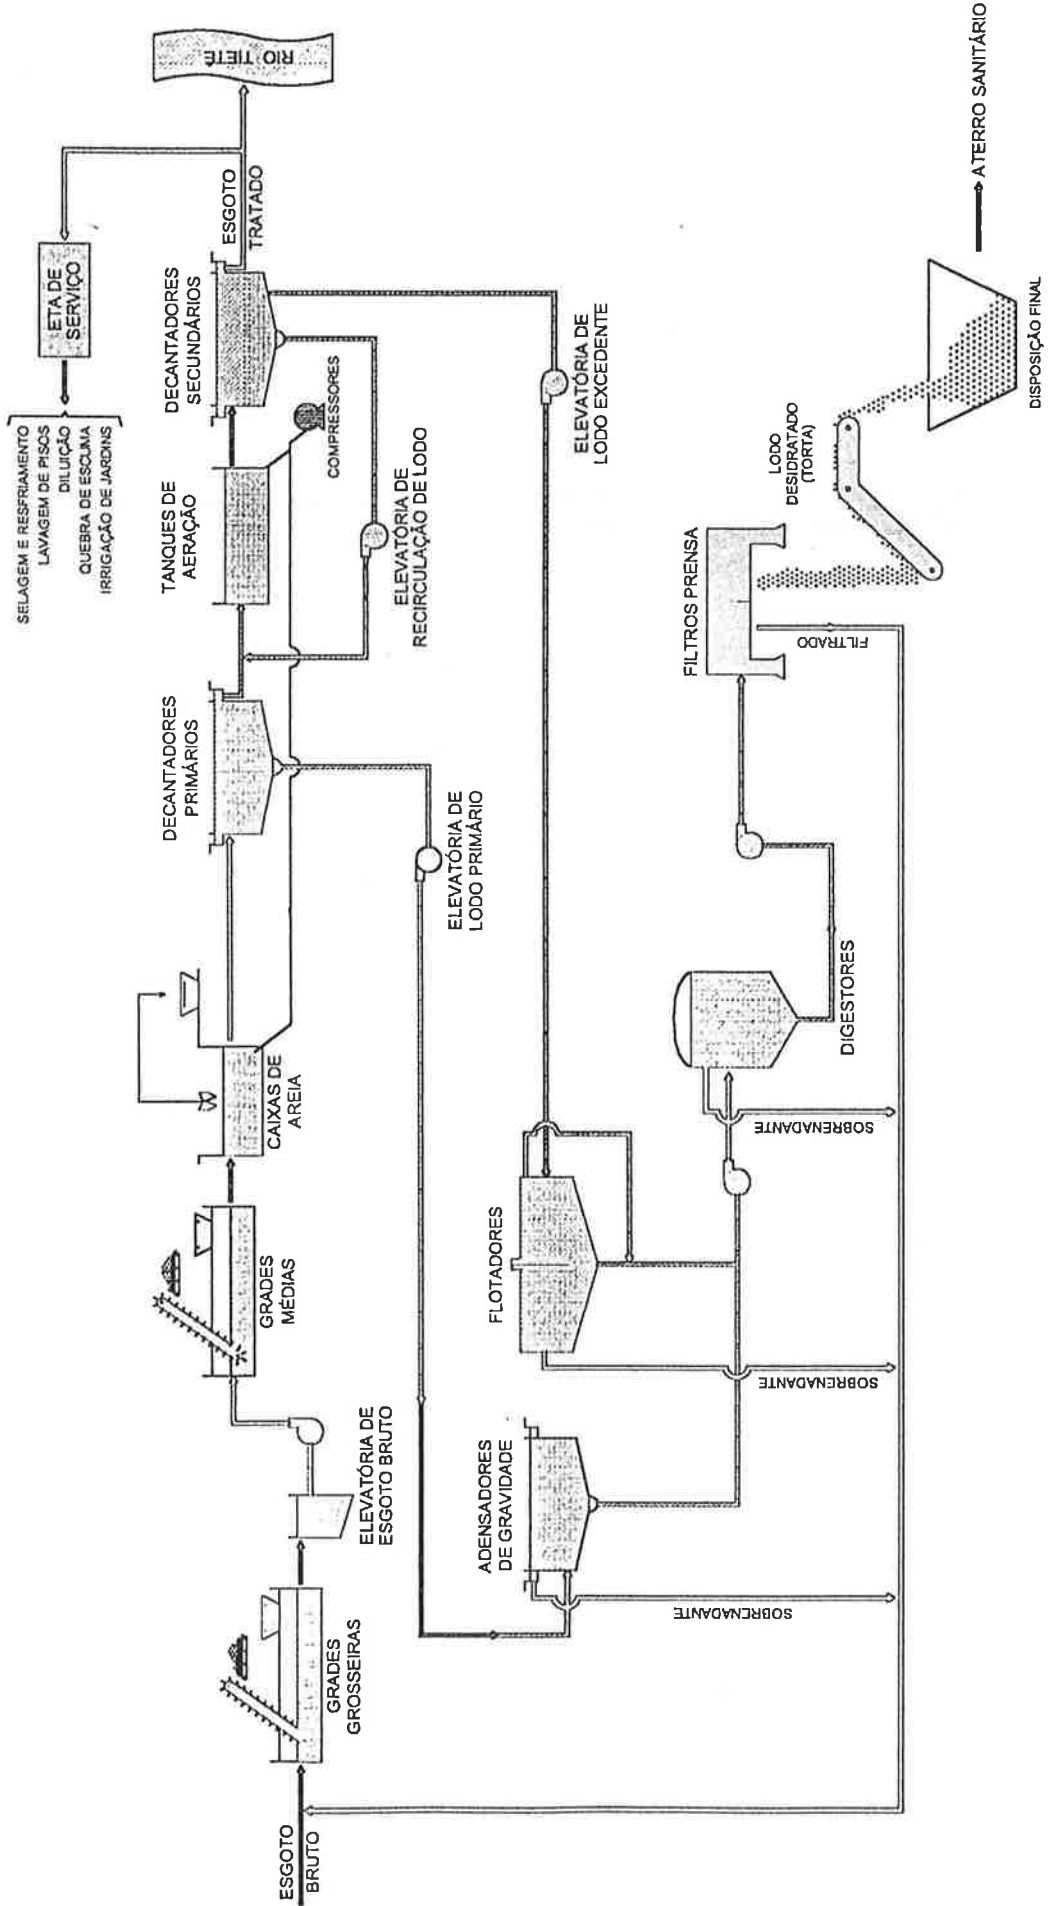 ESGOTO
BRUTO
GRADES
GROSSEIRAS
ELEVATÓRIA DE
ESGOTO BRUTO
GRADES
MÉDIAS
CAIXAS DE
AREIA
DECANTADORES
PRIMÁRIOS
TANQUES DE
AERAÇÃO
COMPRESSORES
DECANTADORES
SECUNDÁRIOS
ESGOTO
TRATADO
RIO TIETÊ
ETA DE
SERVIÇO
SELAGEM E RESFRIAMENTO
LAVAGEM DE PISOS
DILUIÇÃO
QUEBRA DE ESCUMA
IRRIGAÇÃO DE JARDINS
ELEVATÓRIA DE
RECIRCULAÇÃO DE LODO
ELEVATÓRIA DE
LODO PRIMÁRIO
ELEVATÓRIA DE
LODO EXCEDENTE
ADENSADORES
DE GRAVIDADE
SOBRENADANTE
FLOTADORES
SOBRENADANTE
SOBRENADANTE
DIGESTORES
FILTROS PRENSA
FILTRADO
LODO
DESIDRATADO
(TORTA)
DISPOSIÇÃO FINAL
ATERRO SANITÁRIO